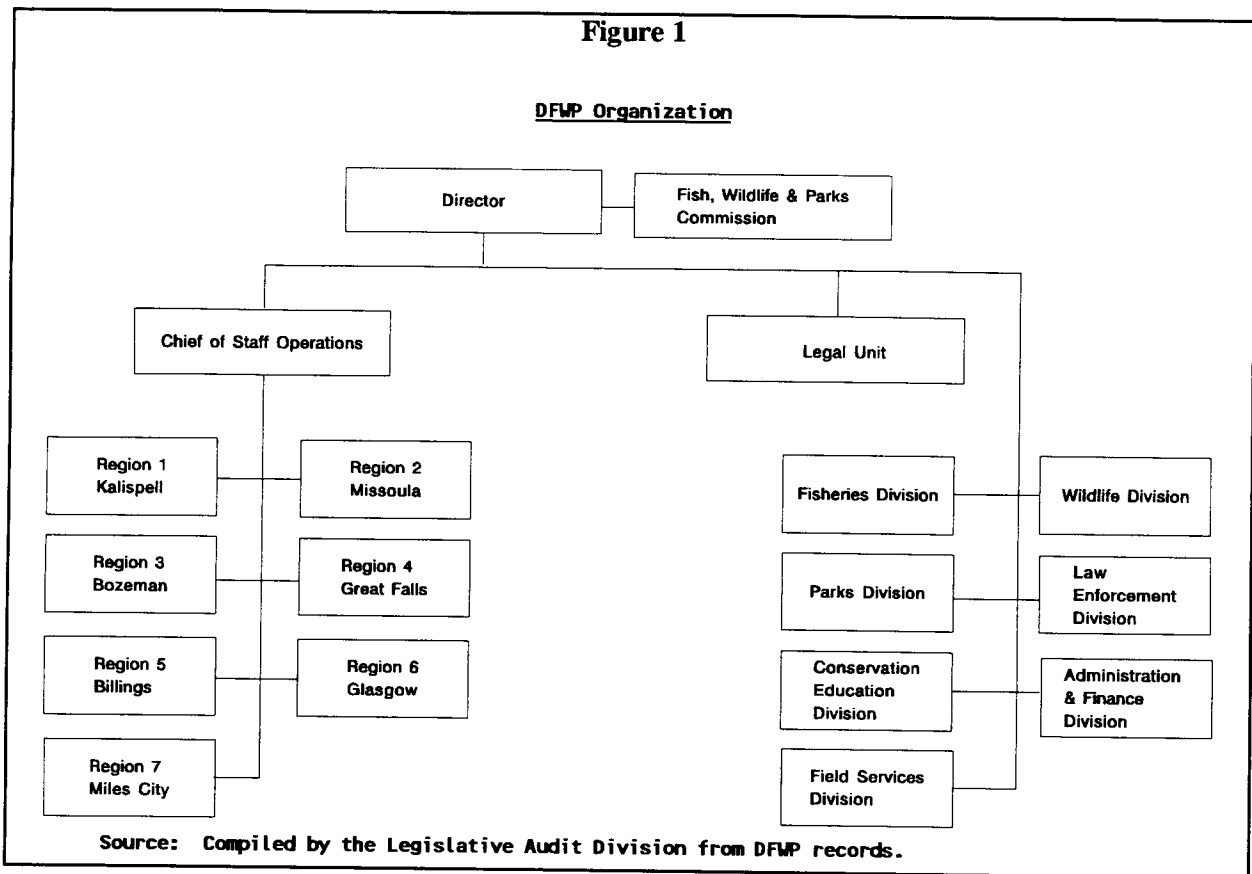 Figure 1
DFWP Organization
Director
Fish, Wildlife & Parks
Commission
Chief of Staff Operations
Legal Unit
Region 1
Kalispell
Region 2
Missoula
Region 3
Bozeman
Region 4
Great Falls
Region 5
Billings
Region 6
Glasgow
Region 7
Miles City
Fisheries Division
Wildlife Division
Parks Division
Law
Enforcement
Division
Conservation
Education
Division
Administration
& Finance
Division
Field Services
Division
Source: Compiled by the Legislative Audit Division from DFWP records.